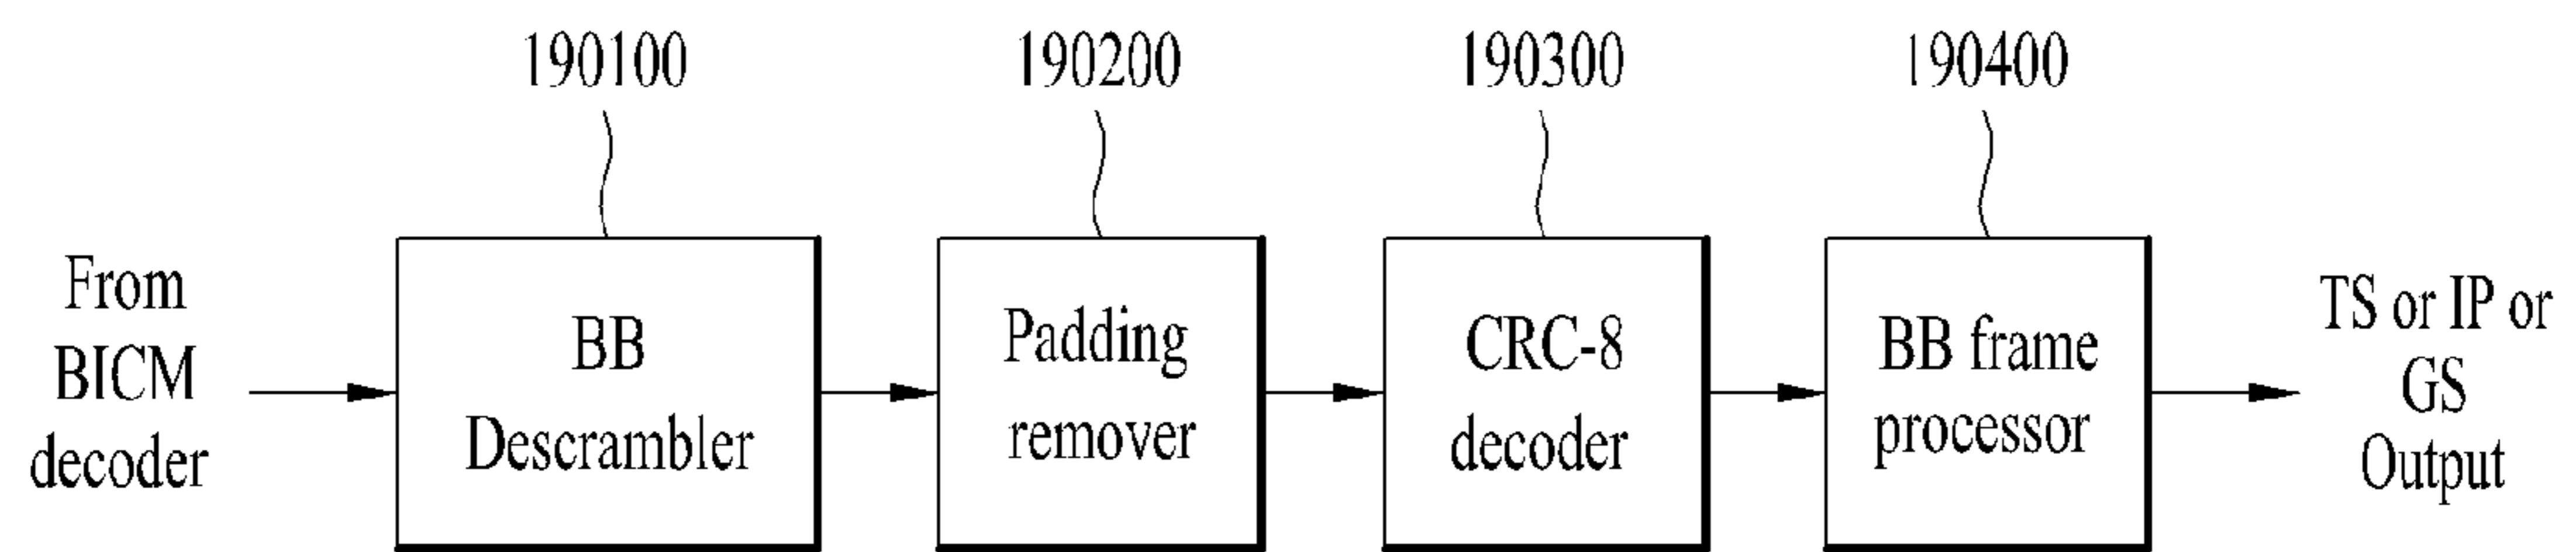 190100
190200
190300
190400
From
BICM
decoder
BB
Descrambler
Padding
remover
CRC-8
decoder
BB frame
processor
TS or IP or
GS
Output